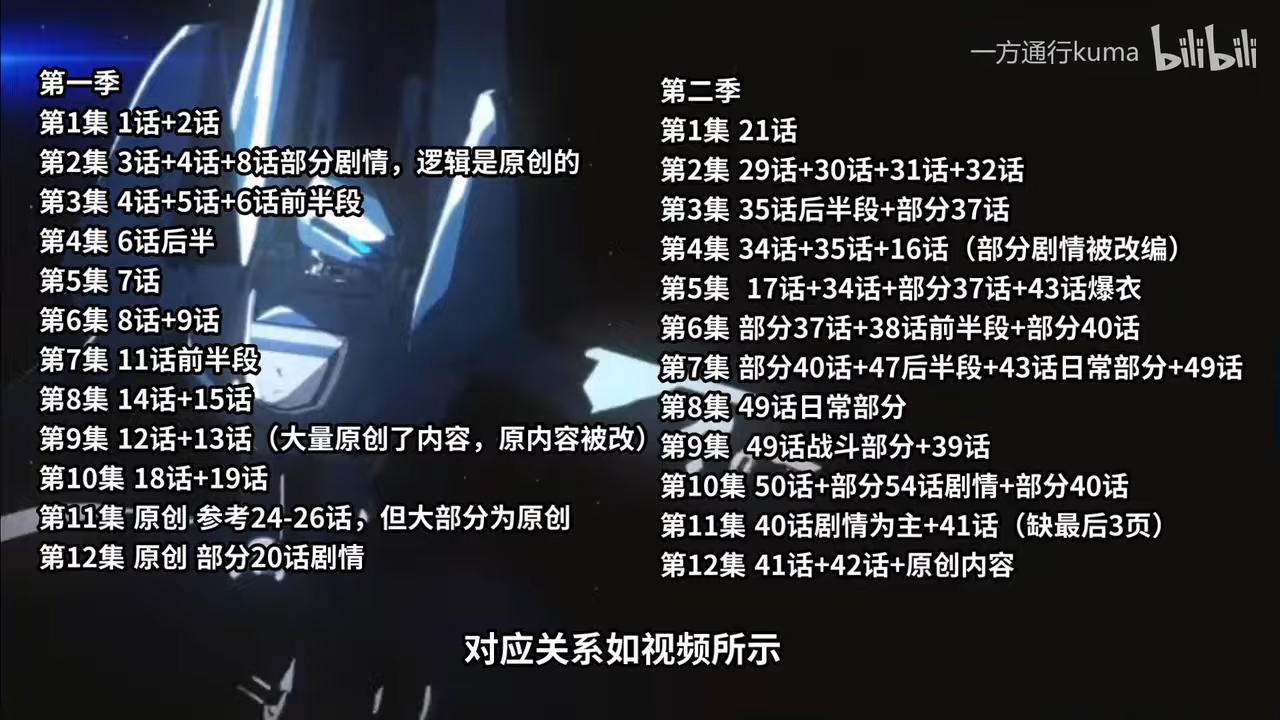 一方通行kuma bilibili
第一季
第1集 1话+2话
第2集 3话+4话+8话部分剧情，逻辑是原创的
第3集 4话+5话+6话前半段
第4集 6话后半
第5集 7话
第6集 8话+9话
第7集 11话前半段
第8集 14话+15话
第9集 12话+13话（大量原创了内容，原内容被改）
第10集 18话+19话
第11集 原创 参考24-26话，但大部分为原创
第12集 原创 部分20话剧情
第二季
第1集 21话
第2集 29话+30话+31话+32话
第3集 35话后半段+部分37话
第4集 34话+35话+16话（部分剧情被改编）
第5集 17话+34话+部分37话+43话爆衣
第6集 部分37话+38话前半段+部分40话
第7集 部分40话+47后半段+43话日常部分+49话
第8集 49话日常部分
第9集 49话战斗部分+39话
第10集 50话+部分54话剧情+部分40话
第11集 40话剧情为主+41话（缺最后3页）
第12集 41话+42话+原创内容
对应关系如视频所示